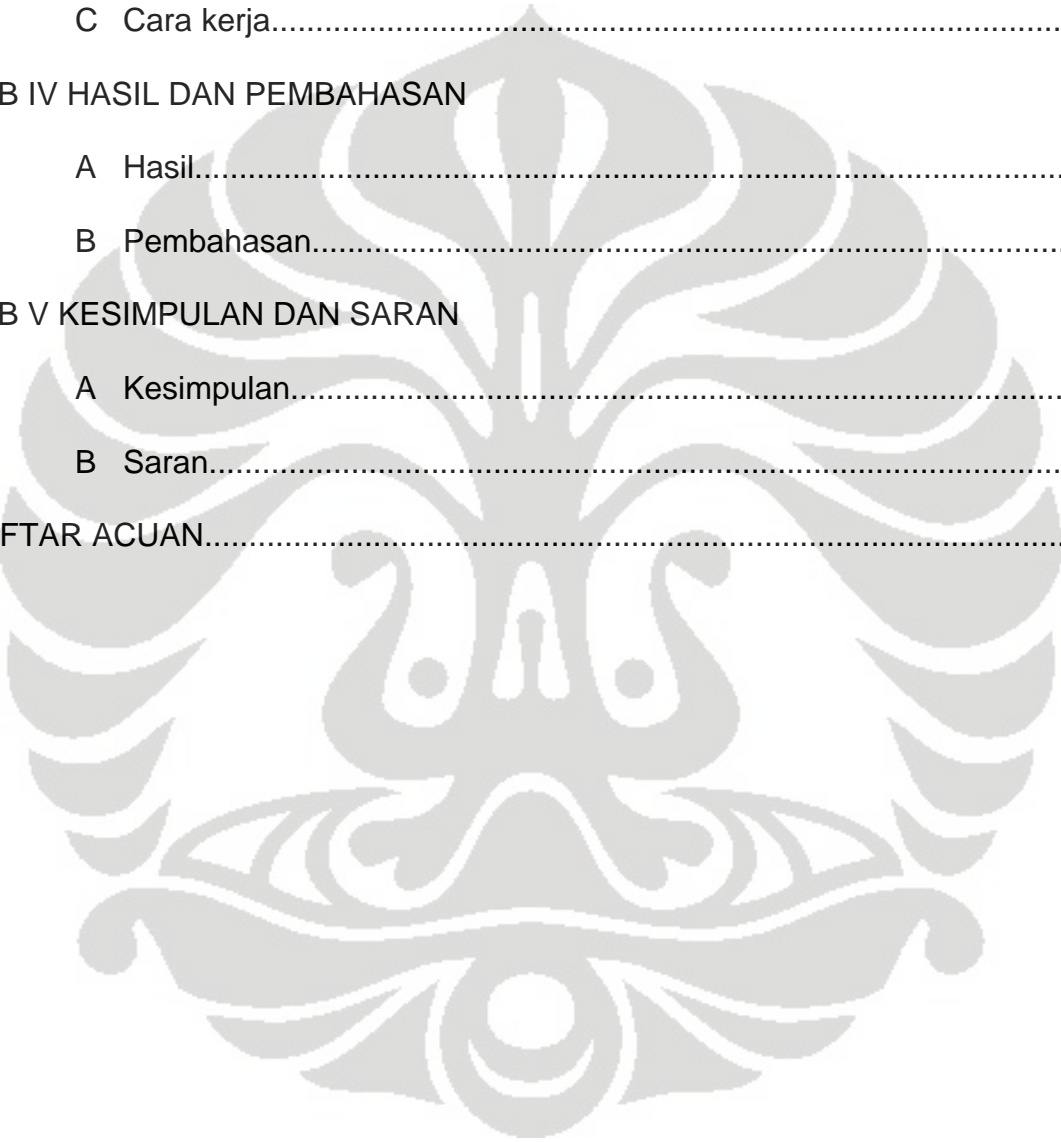 C Cara kerja..........................................................................................
B IV HASIL DAN PEMBAHASAN
A Hasil..................................................................................................
B Pembahasan.....................................................................................
B V KESIMPULAN DAN SARAN
A Kesimpulan.......................................................................................
B Saran................................................................................................
FTAR ACUAN................................................................................................